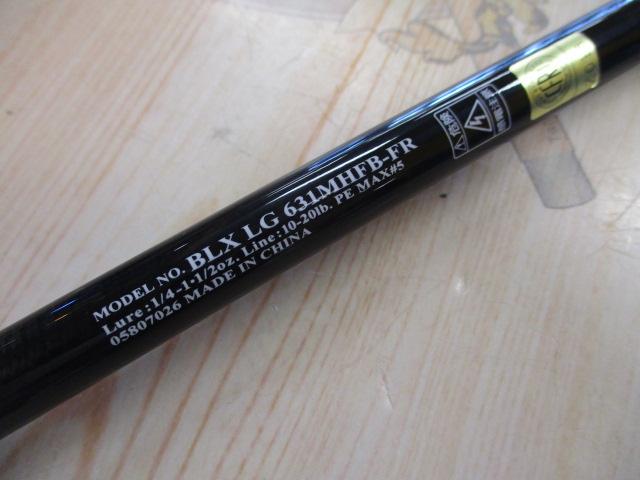 MODEL NO. BLX LG 631MHFB-FR
Lure:1/4-1・1/2oz. Line:10-20lb. PE MAX#5
05807026 MADE IN CHINA